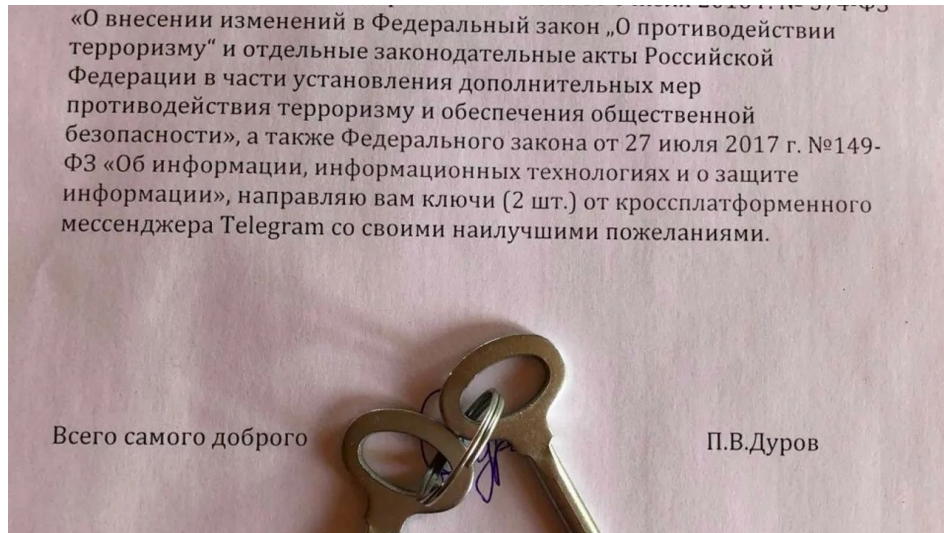 «О внесении изменений в Федеральный закон „О противодействии
терроризму“ и отдельные законодательные акты Российской
Федерации в части установления дополнительных мер
противодействия терроризму и обеспечения общественной
безопасности», а также Федерального закона от 27 июля 2017 г. №149-
ФЗ «Об информации, информационных технологиях и о защите
информации», направляю вам ключи (2 шт.) от кроссплатформенного
мессенджера Telegram со своими наилучшими пожеланиями.
Всего самого доброго
П.В.Дуров